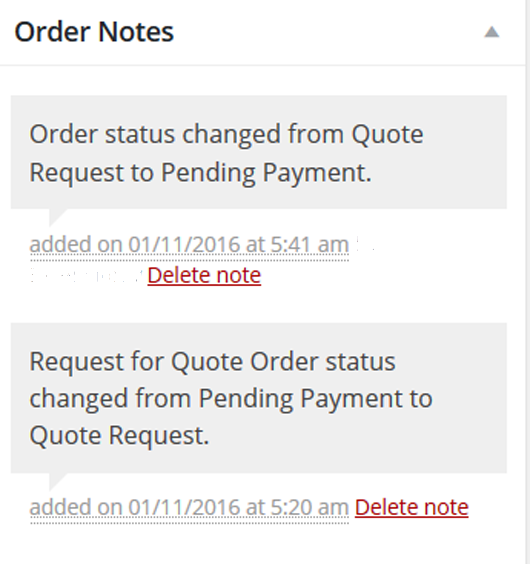 Order Notes
Order status changed from Quote
Request to Pending Payment.
added on 01/11/2016 at 5:41 am
Delete note
Request for Quote Order status
changed from Pending Payment to
Quote Request.
added on 01/11/2016 at 5:20 am Delete note